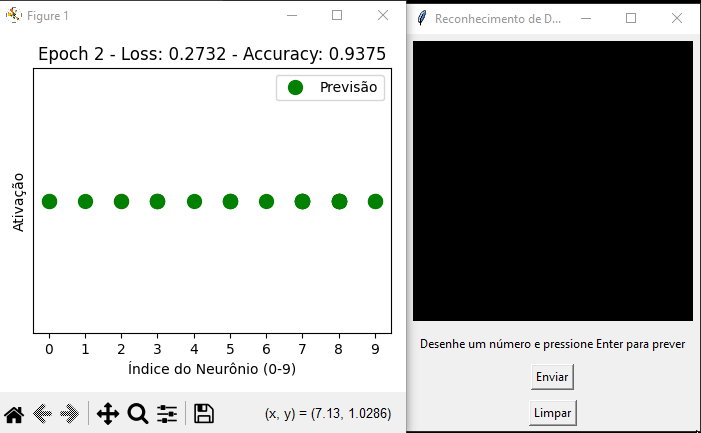 Figure 1
Epoch 2 - Loss: 0.2732 - Accuracy: 0.9375
Previsão
Ativação
0 1 2 3 4 5 6 7 8 9
Índice do Neurônio (0-9)
(x, y) = (7.13, 1.0286)
Reconhecimento de D...
Desenhe um número e pressione Enter para prever
Enviar
Limpar